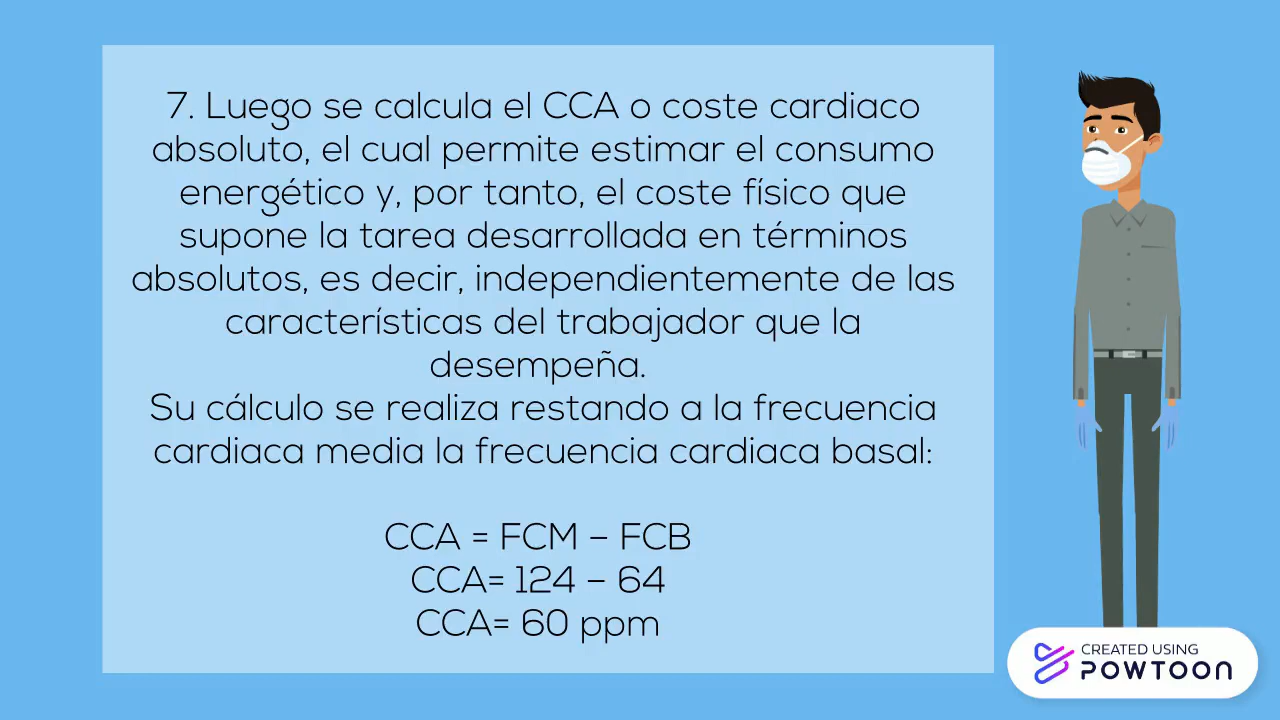 7. Luego se calcula el CCA o coste cardiaco
absoluto, el cual permite estimar el consumo
energético y, por tanto, el coste físico que
supone la tarea desarrollada en términos
absolutos, es decir, independientemente de las
características del trabajador que la
desempeña.
Su cálculo se realiza restando a la frecuencia
cardiaca media la frecuencia cardiaca basal:
CCA = FCM – FCB
CCA= 124 – 64
CCA= 60 ppm
CREATED USING
POWTOON